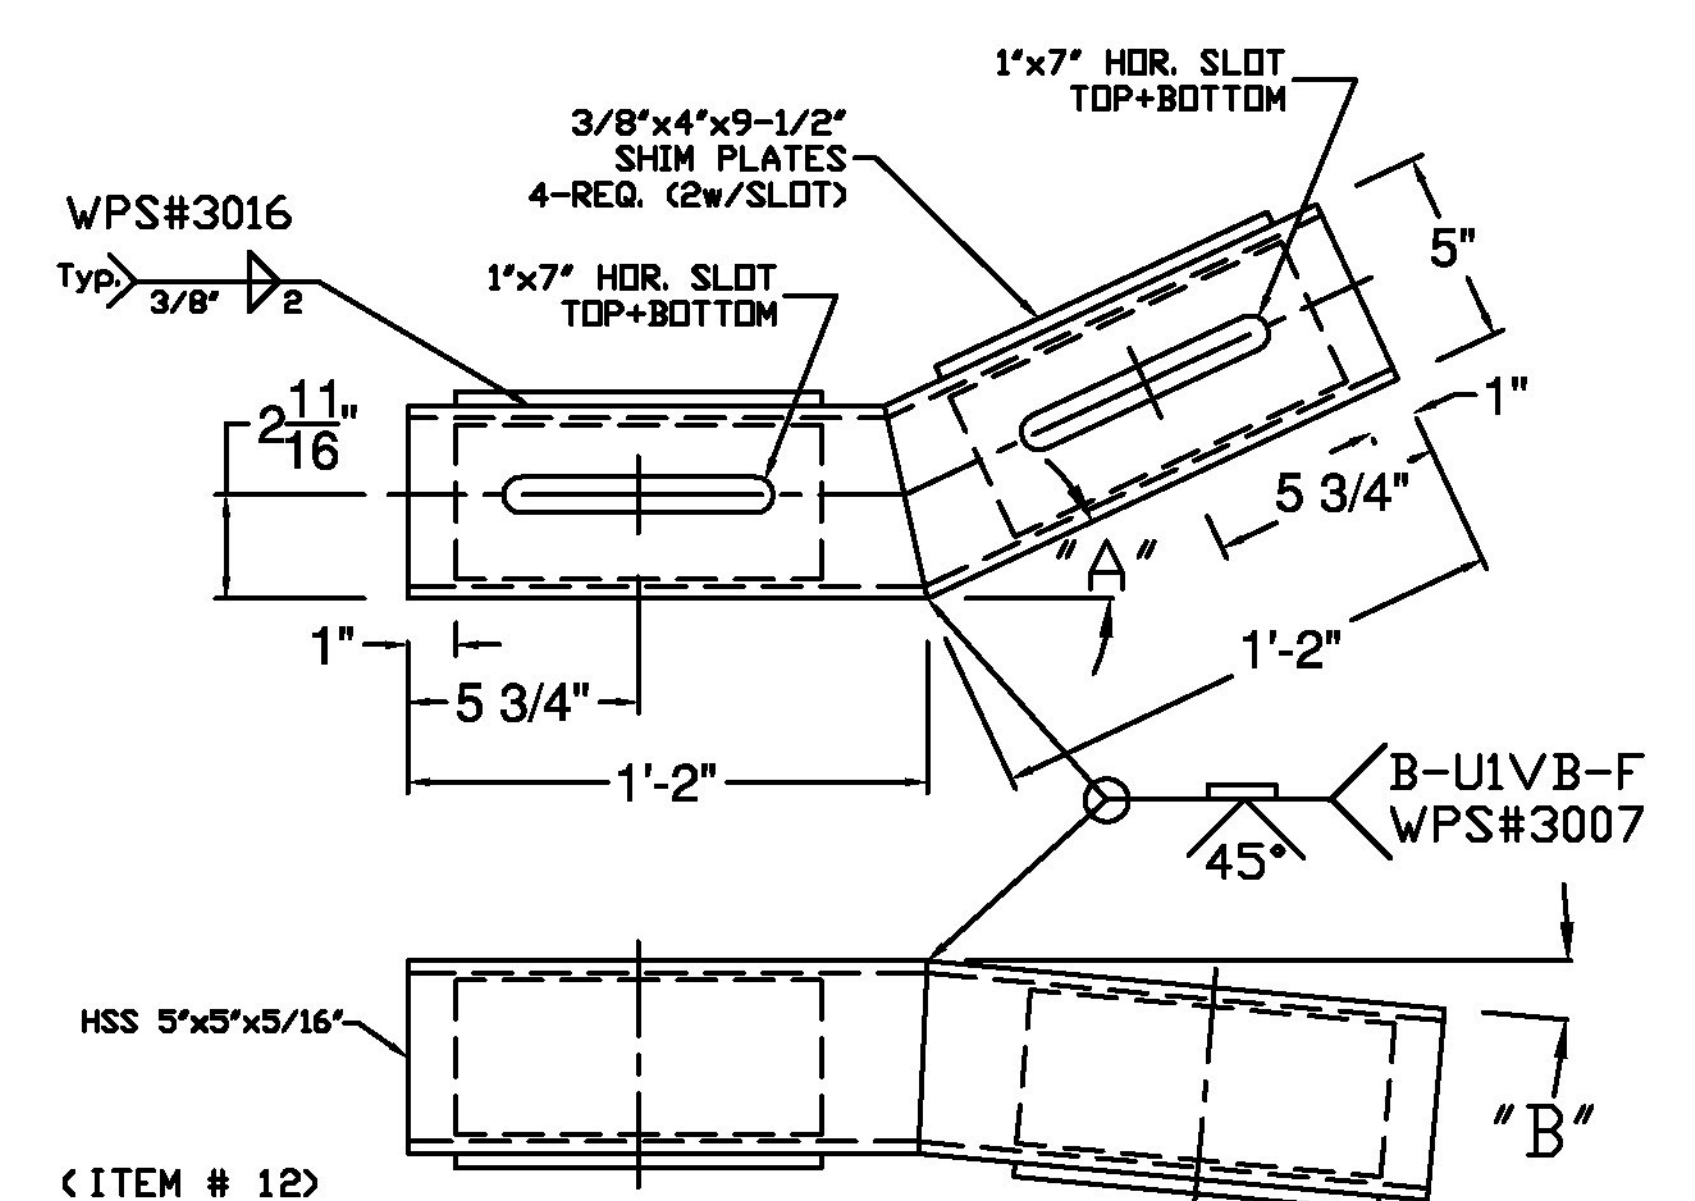 1"x7" HOR. SLOT
TOP+BOTTOM
3/8"x4"x9-1/2"
SHIM PLATES
4-REQ. (2w/SLOT)
WPS#3016
Typ.
3/8"
2
1"x7" HOR. SLOT
TOP+BOTTOM
5"
2 11/16"
1"
5 3/4"
"A"
1"
5 3/4"
1'-2"
1'-2"
B-U1VB-F
WPS#3007
45°
HSS 5"x5"x5/16"
"B"
(ITEM # 12)